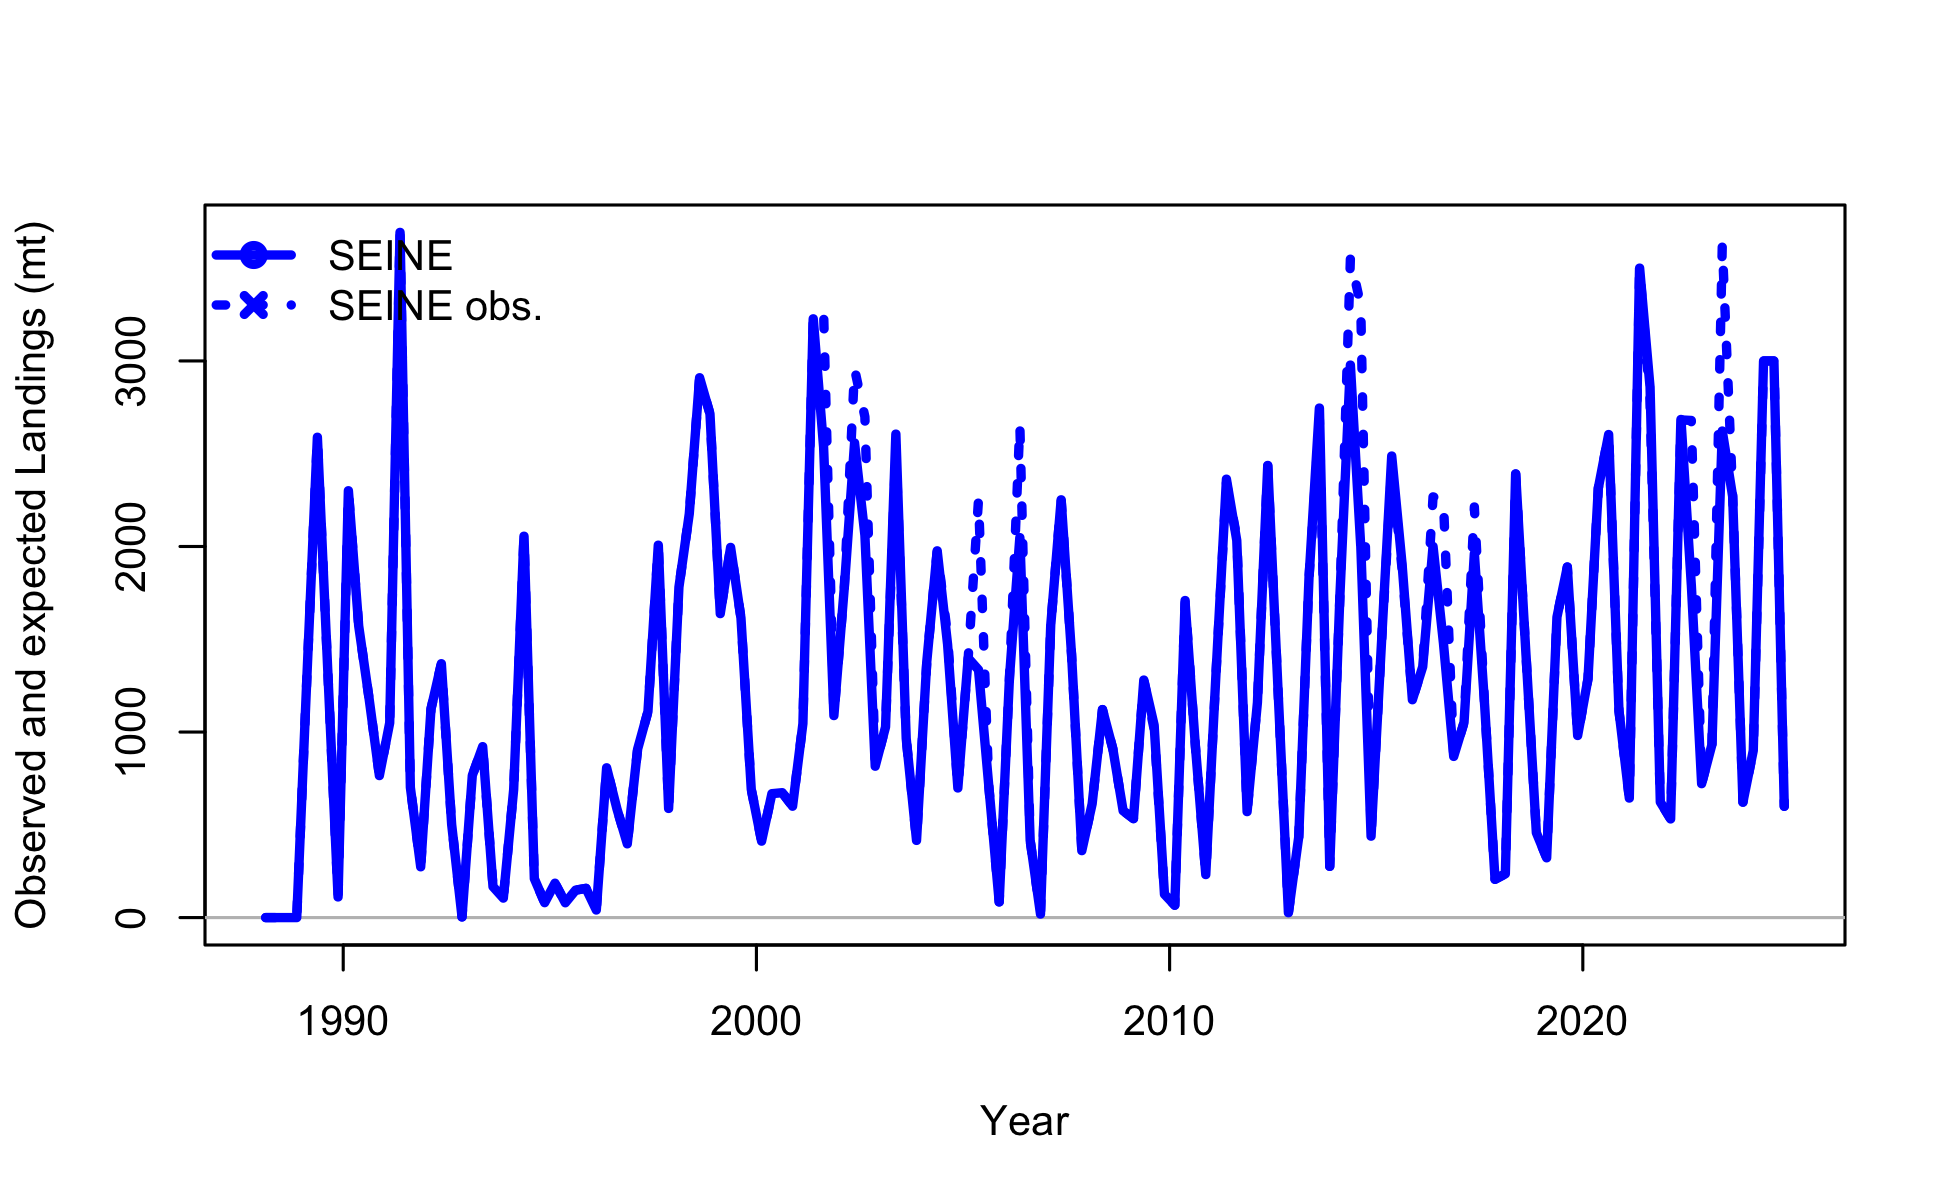 Observed and expected Landings (mt)
SEINE
SEINE obs.
3000
2000
1000
0
1990 2000 2010 2020
Year